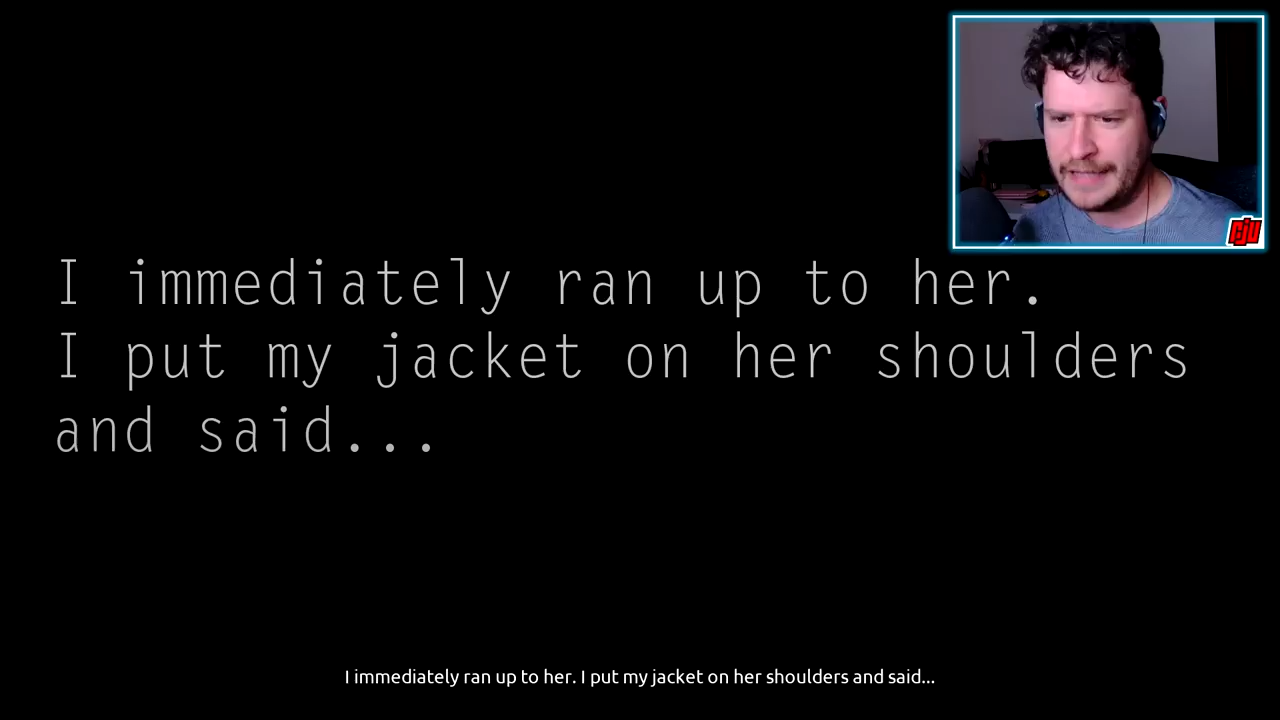 I immediately ran up to her.
I put my jacket on her shoulders
and said...
I immediately ran up to her. I put my jacket on her shoulders and said...